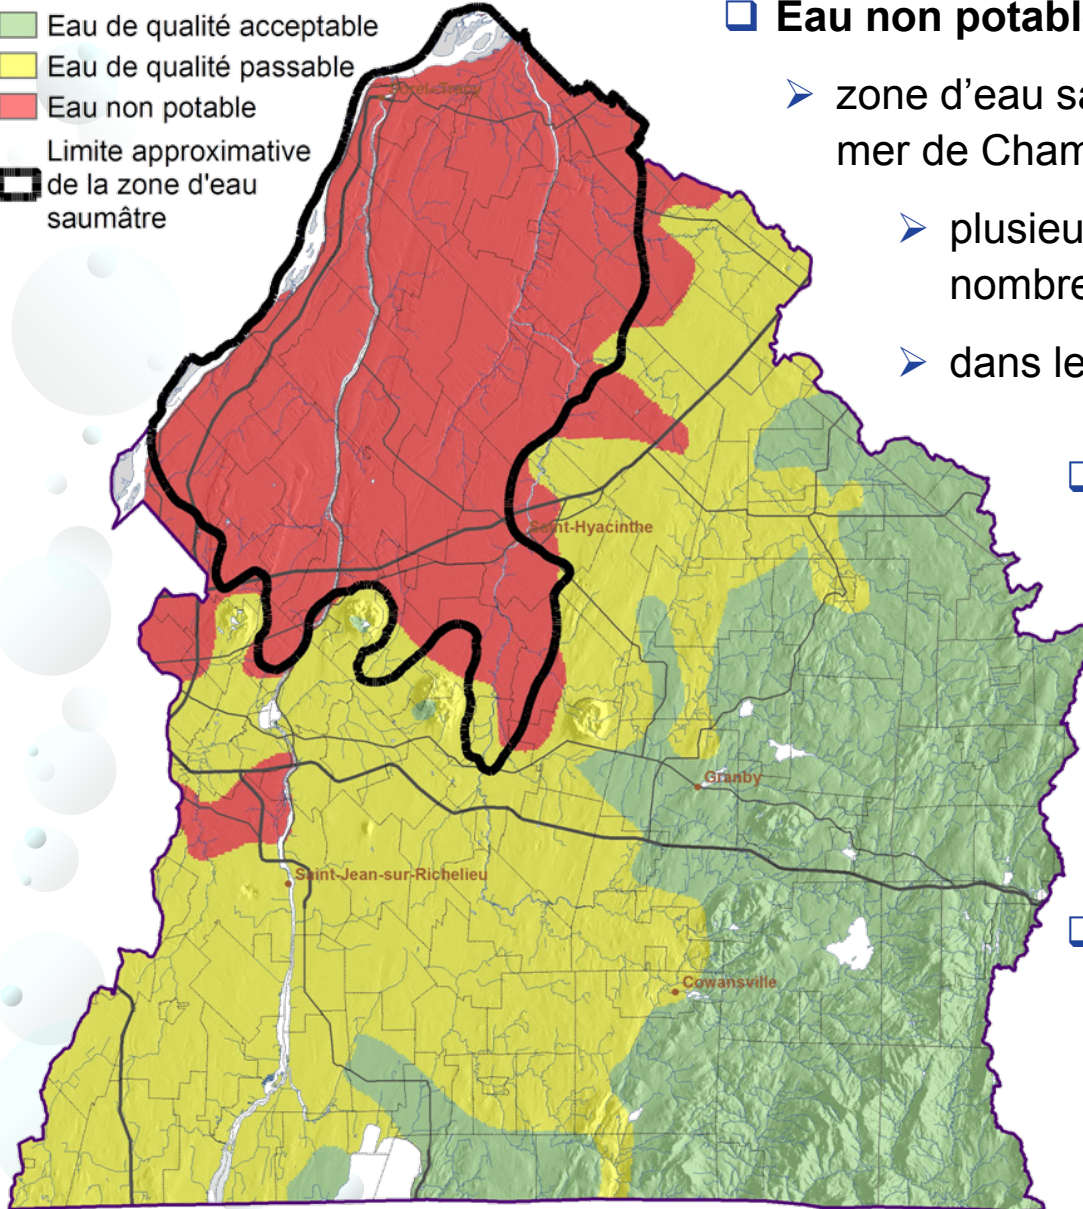 Eau de qualité acceptable
Eau de qualité passable
Eau non potable
Limite approximative
de la zone d'eau
saumâtre
❑ Eau non potabl
➢ zone d’eau sa
mer de Cham
➢ plusieu
nombre
➢ dans le
❑
❑
Sorel-Tracy
Saint-Hyacinthe
Granby
Saint-Jean-sur-Richelieu
Cowansville